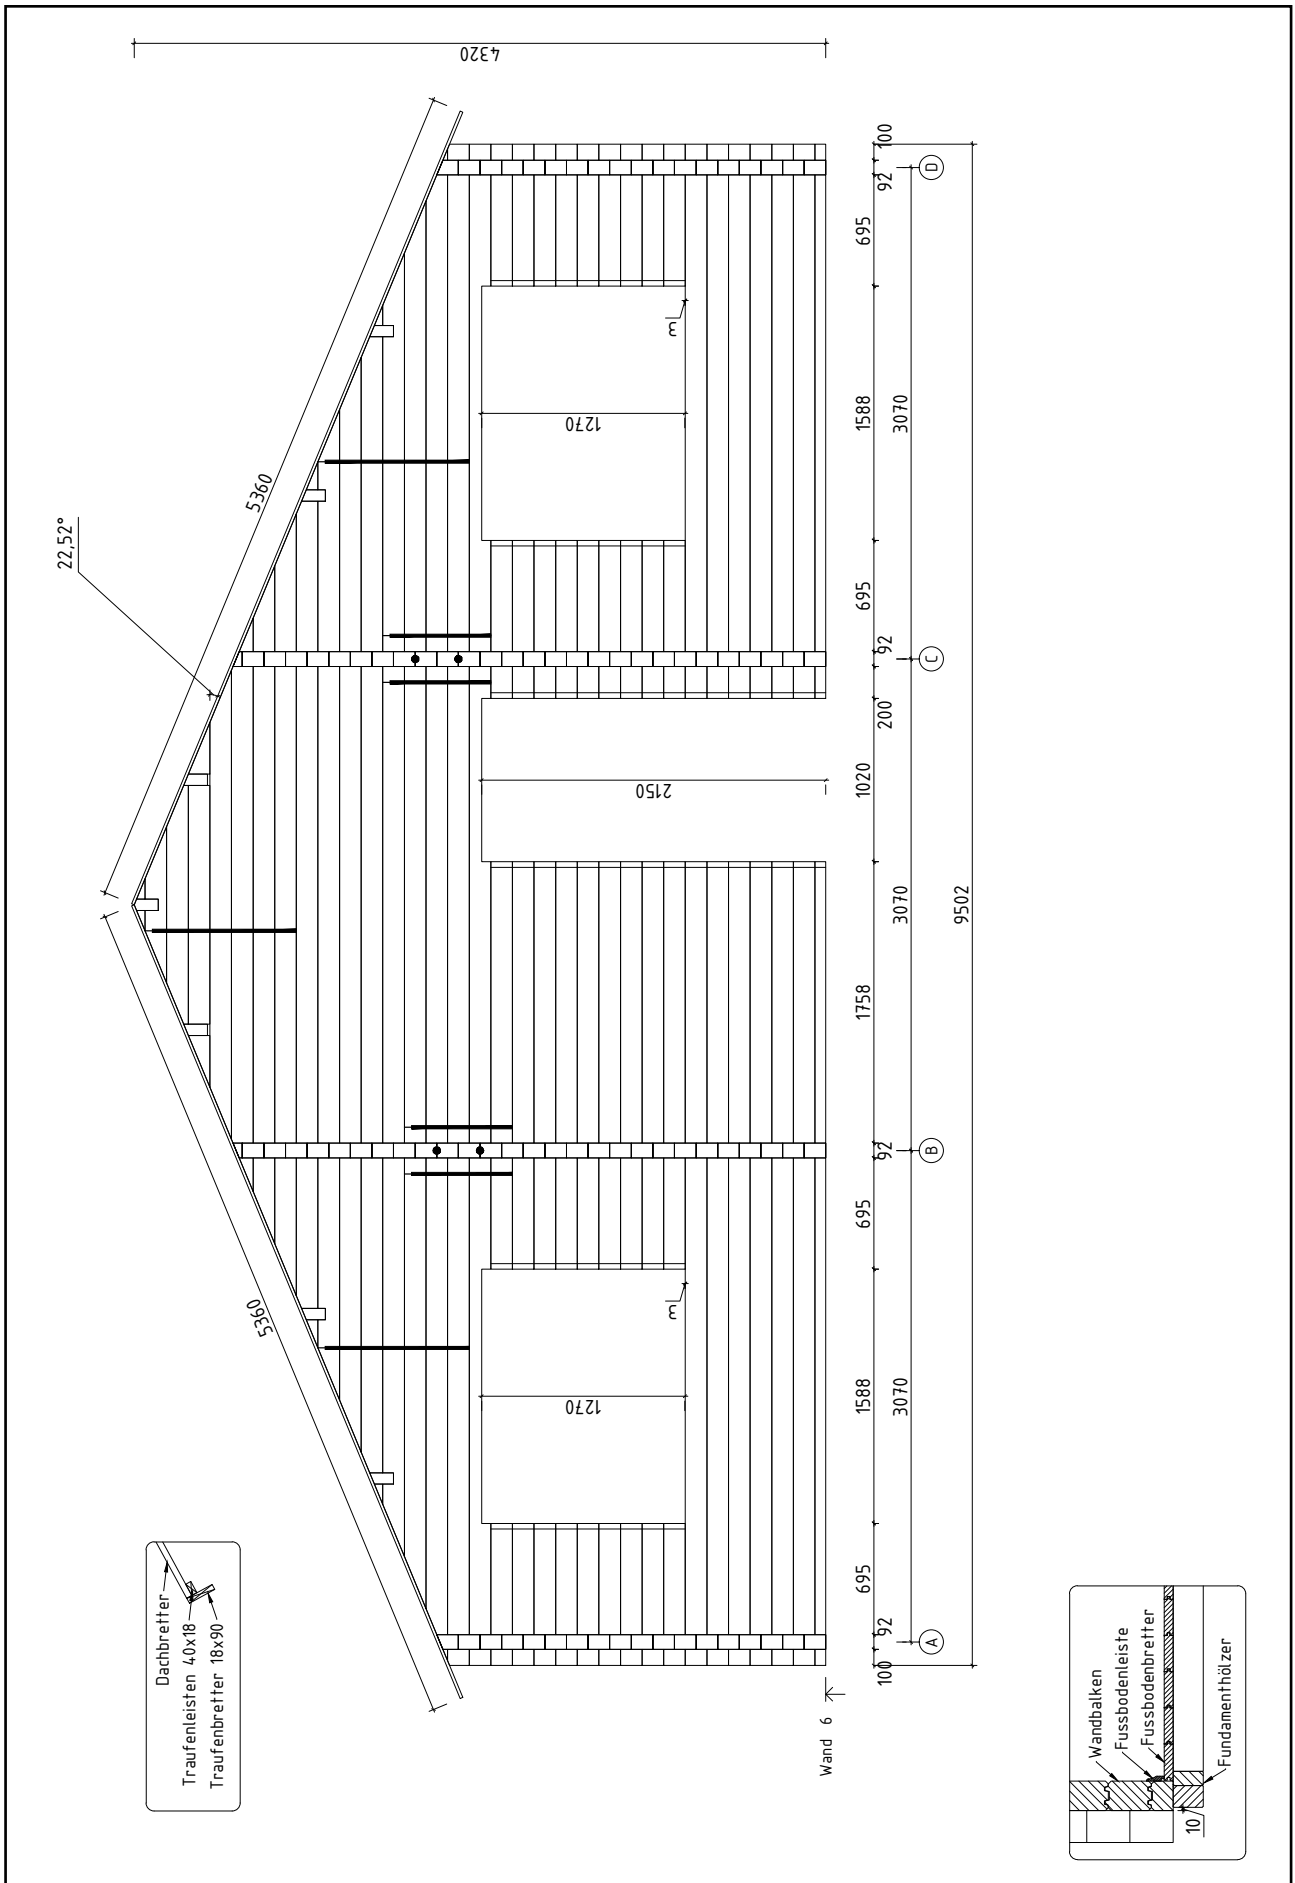 Dachbretter
Traufenleisten 40x18
Traufenbretter 18x90
5360
5360
22,52°
4320
1270
3
2150
1270
3
Wand 6
100
92
695
1588
695
92
1758
1020
200
92
695
1588
695
92
100
3070
3070
3070
A
B
C
D
9502
Wandbalken
Fussbodenleiste
Fussbodenbretter
10
Fundamenthölzer